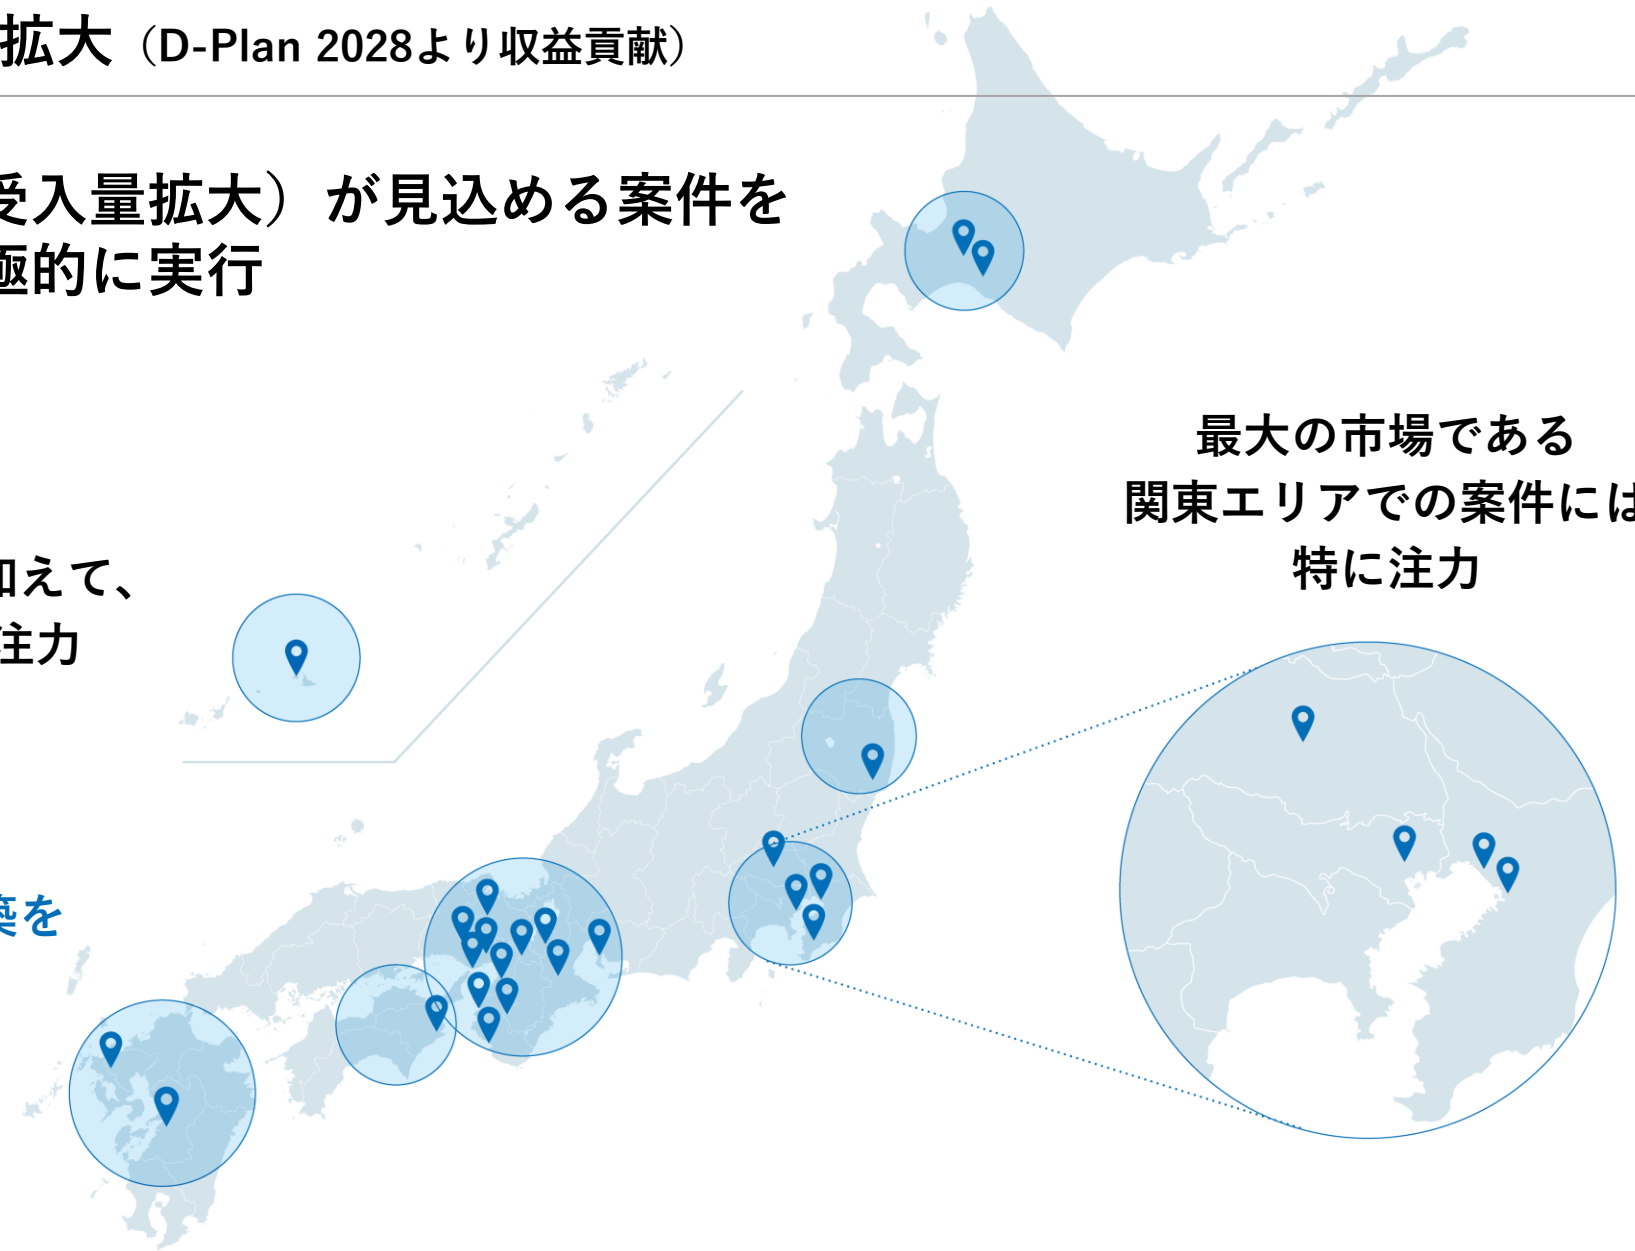 拡大（D-Plan 2028より収益貢献）
受入量拡大）が見込める案件を
極的に実行
最大の市場である
関東エリアでの案件には
特に注力
加えて、
注力
築を